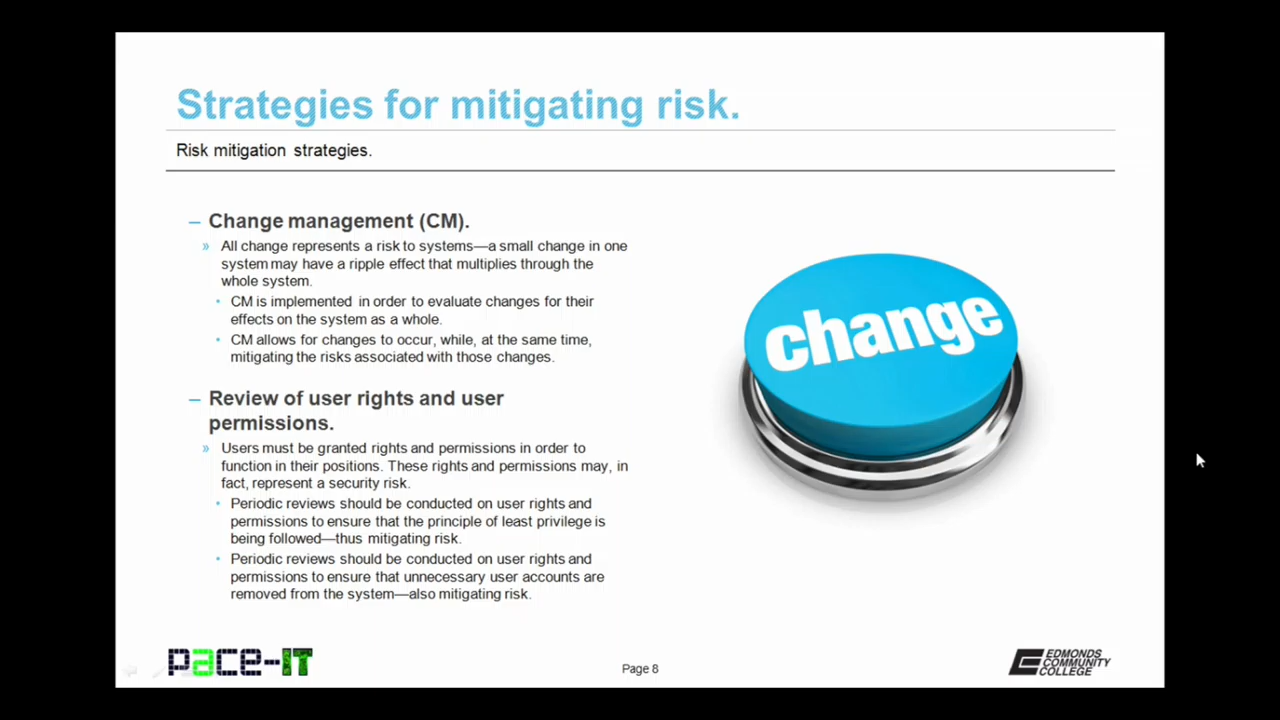 Strategies for mitigating risk.
Risk mitigation strategies.
– Change management (CM).
» All change represents a risk to systems—a small change in one
system may have a ripple effect that multiplies through the
whole system.
• CM is implemented in order to evaluate changes for their
effects on the system as a whole.
• CM allows for changes to occur, while, at the same time,
mitigating the risks associated with those changes.
– Review of user rights and user
permissions.
» Users must be granted rights and permissions in order to
function in their positions. These rights and permissions may, in
fact, represent a security risk.
• Periodic reviews should be conducted on user rights and
permissions to ensure that the principle of least privilege is
being followed—thus mitigating risk.
• Periodic reviews should be conducted on user rights and
permissions to ensure that unnecessary user accounts are
removed from the system—also mitigating risk.
change
pace-IT
Page 8
EDMONDS
COMMUNITY
COLLEGE